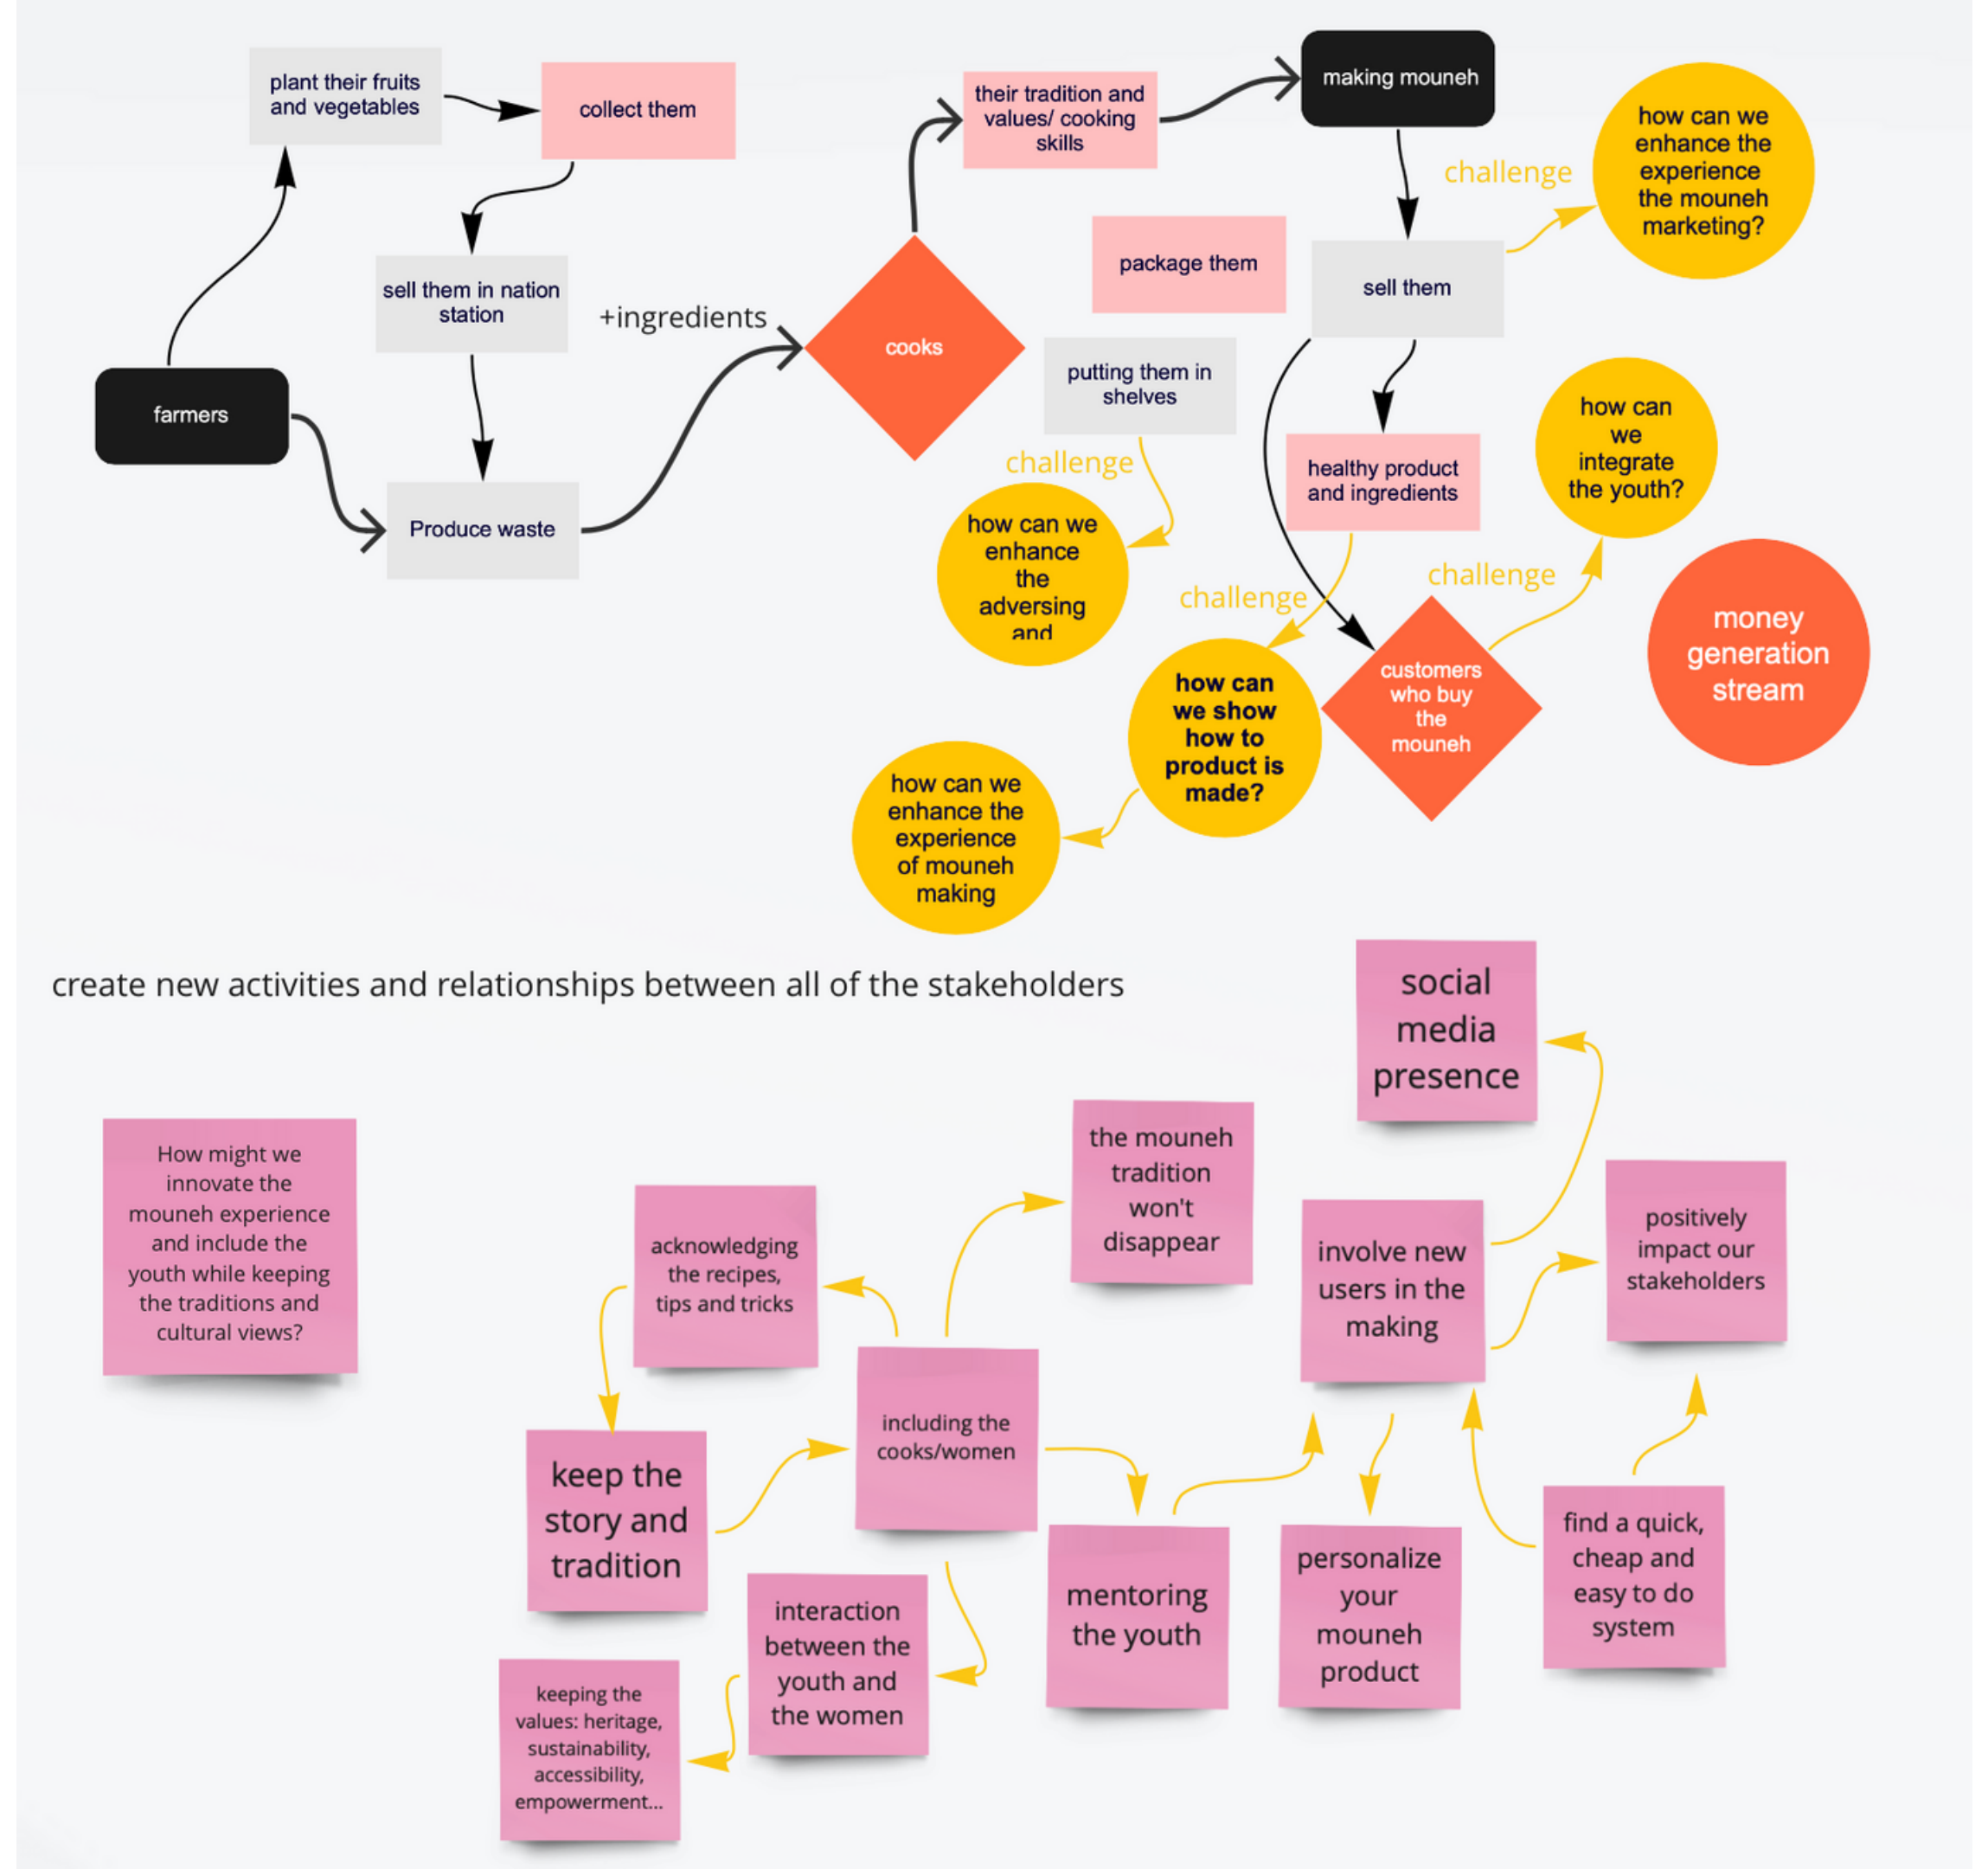 plant their fruits
and vegetables
collect them
sell them in nation
station
farmers
Produce waste
+ingredients
cooks
their tradition and
values/ cooking
skills
making mouneh
package them
sell them
putting them in
shelves
healthy product
and ingredients
challenge
how can we
enhance the
experience
the mouneh
marketing?
challenge
how can we
enhance
the
adversing
and
challenge
how can
we show
how to
product is
made?
how can we
enhance the
experience
of mouneh
making
customers
who buy
the
mouneh
challenge
how can
we
integrate
the youth?
money
generation
stream
create new activities and relationships between all of the stakeholders
How might we
innovate the
mouneh experience
and include the
youth while keeping
the traditions and
cultural views?
acknowledging
the recipes,
tips and tricks
keep the
story and
tradition
including the
cooks/women
the mouneh
tradition
won't
disappear
interaction
between the
youth and
the women
keeping the
values: heritage,
sustainability,
accessibility,
empowerment...
mentoring
the youth
involve new
users in the
making
social
media
presence
positively
impact our
stakeholders
personalize
your
mouneh
product
find a quick,
cheap and
easy to do
system